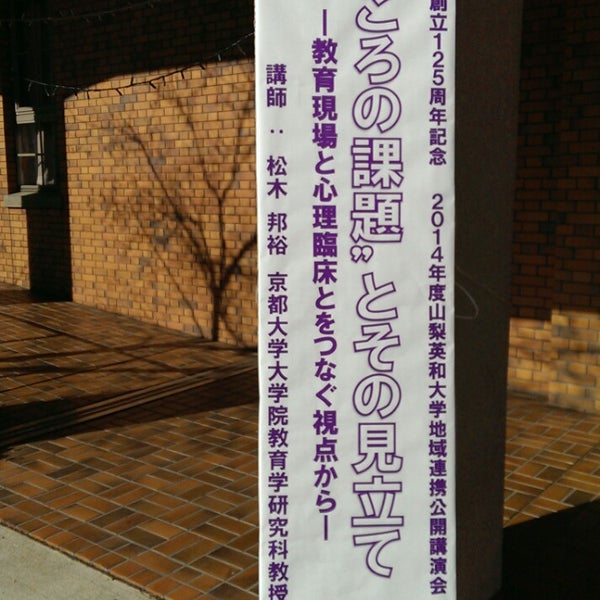 創立125周年記念　2014年度山梨英和大学地域連携公開講演会
ころの課題”とその見立て
―教育現場と心理臨床とをつなぐ視点から―
講師：松木 邦裕 京都大学大学院教育学研究科教授